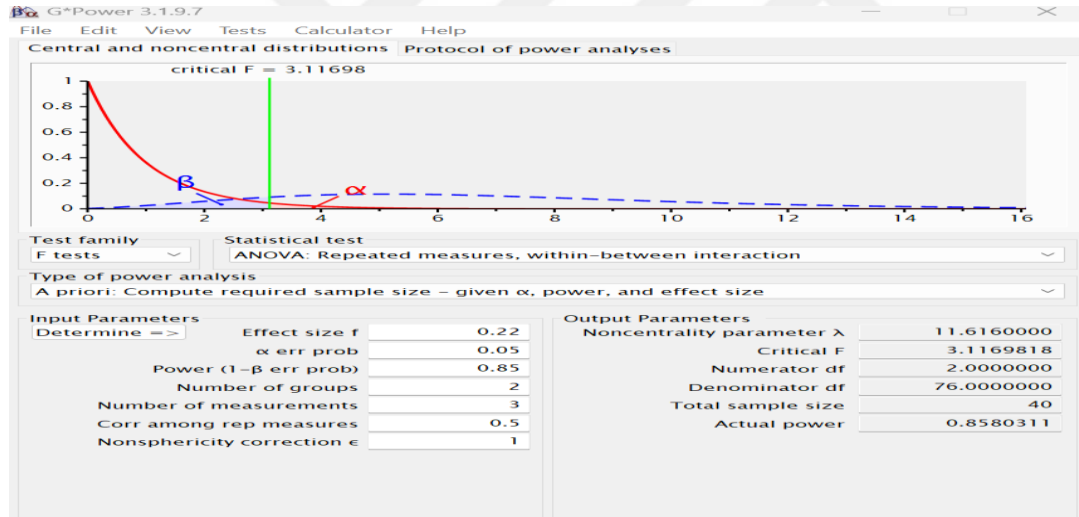 βα G*Power 3.1.9.7
File Edit View Tests Calculator Help
Central and noncentral distributions Protocol of power analyses
critical F = 3.11698
1
0.8
0.6
0.4
0.2
0
β
α
0 2 4 6 8 10 12 14 16
Test family Statistical test
F tests ANOVA: Repeated measures, within-between interaction
Type of power analysis
A priori: Compute required sample size - given α, power, and effect size
Input Parameters Output Parameters
Determine => Effect size f 0.22 Noncentrality parameter λ 11.6160000
α err prob 0.05 Critical F 3.1169818
Power (1-β err prob) 0.85 Numerator df 2.0000000
Number of groups 2 Denominator df 76.0000000
Number of measurements 3 Total sample size 40
Corr among rep measures 0.5 Actual power 0.8580311
Nonsphericity correction ϵ 1